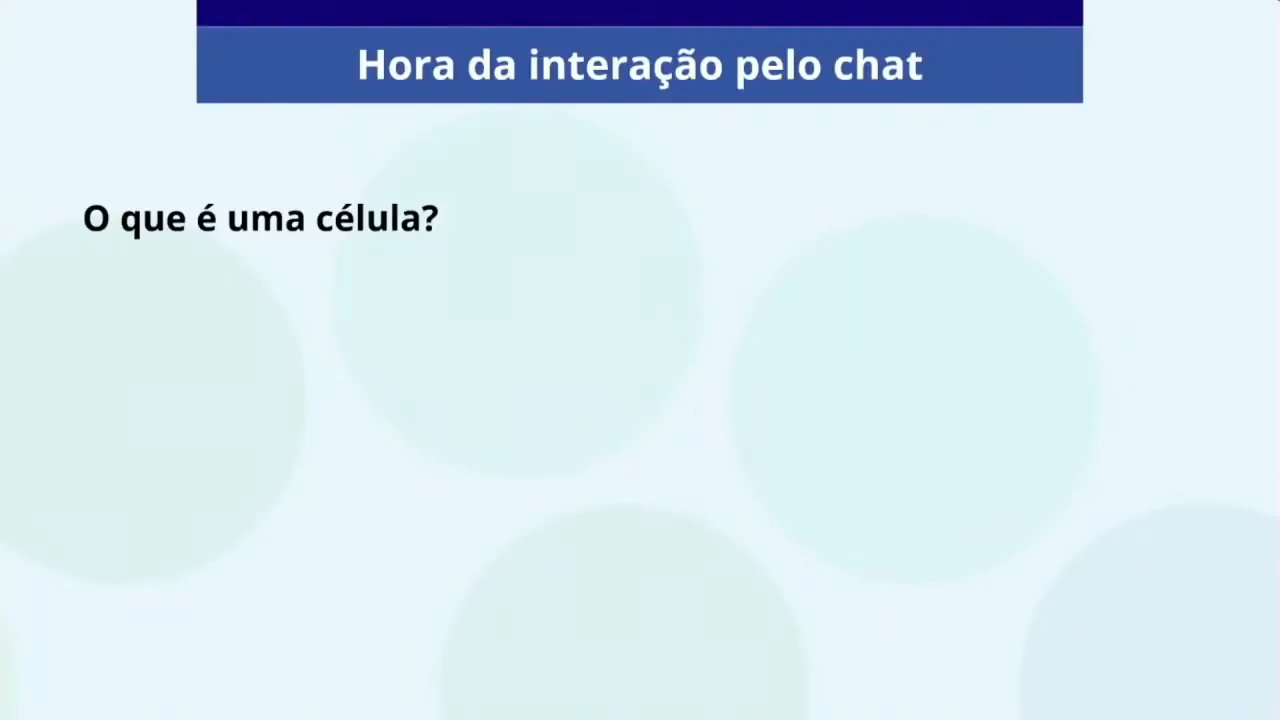 Hora da interação pelo chat
O que é uma célula?